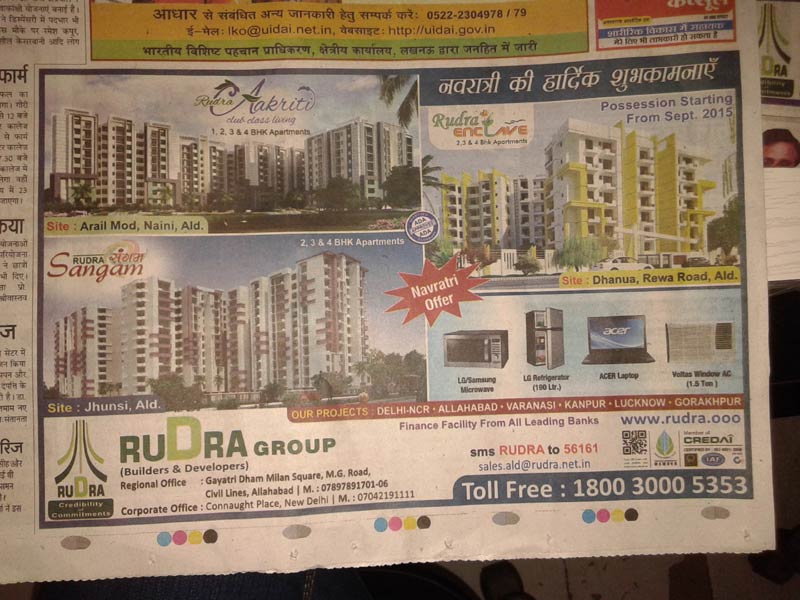 आधार से संबंधित अन्य जानकारी हेतु सम्पर्क करें: 0522-2304978 / 79
ई-मेल: lko@uidai.net.in, वेबसाइट: http://uidai.gov.in
भारतीय विशिष्ट पहचान प्राधिकरण, क्षेत्रीय कार्यालय, लखनऊ द्वारा जनहित में जारी
कैप्सूल
शारीरिक विकास में सहायक
Rudra Aakriti
club class living
1, 2, 3 & 4 BHK Apartments
Site : Arail Mod, Naini, Ald.
नवरात्री की हार्दिक शुभकामनाएँ
Rudra ENCLAVE
2,3 & 4 Bhk Apartments
Possession Starting
From Sept. 2015
Site : Dhanua, Rewa Road, Ald.
RUDRA संगम
Sangam
2, 3 & 4 BHK Apartments
Site : Jhunsi, Ald.
Navratri
Offer
acer
LG/Samsung
Microwave
LG Refrigerator
(190 Ltr.)
ACER Laptop
Voltas Window AC
(1.5 Ton)
OUR PROJECTS : DELHI-NCR • ALLAHABAD • VARANASI • KANPUR • LUCKNOW • GORAKHPUR
Finance Facility From All Leading Banks
www.rudra.ooo
RUDRA
Credibility of
Commitments
RUDRA GROUP
(Builders & Developers)
Regional Office : Gayatri Dham Milan Square, M.G. Road,
Civil Lines, Allahabad | M. : 07897891701-06
Corporate Office : Connaught Place, New Delhi | M. : 07042191111
sms RUDRA to 56161
sales.ald@rudra.net.in
Member of
CREDAI
IAF
Toll Free : 1800 3000 5353